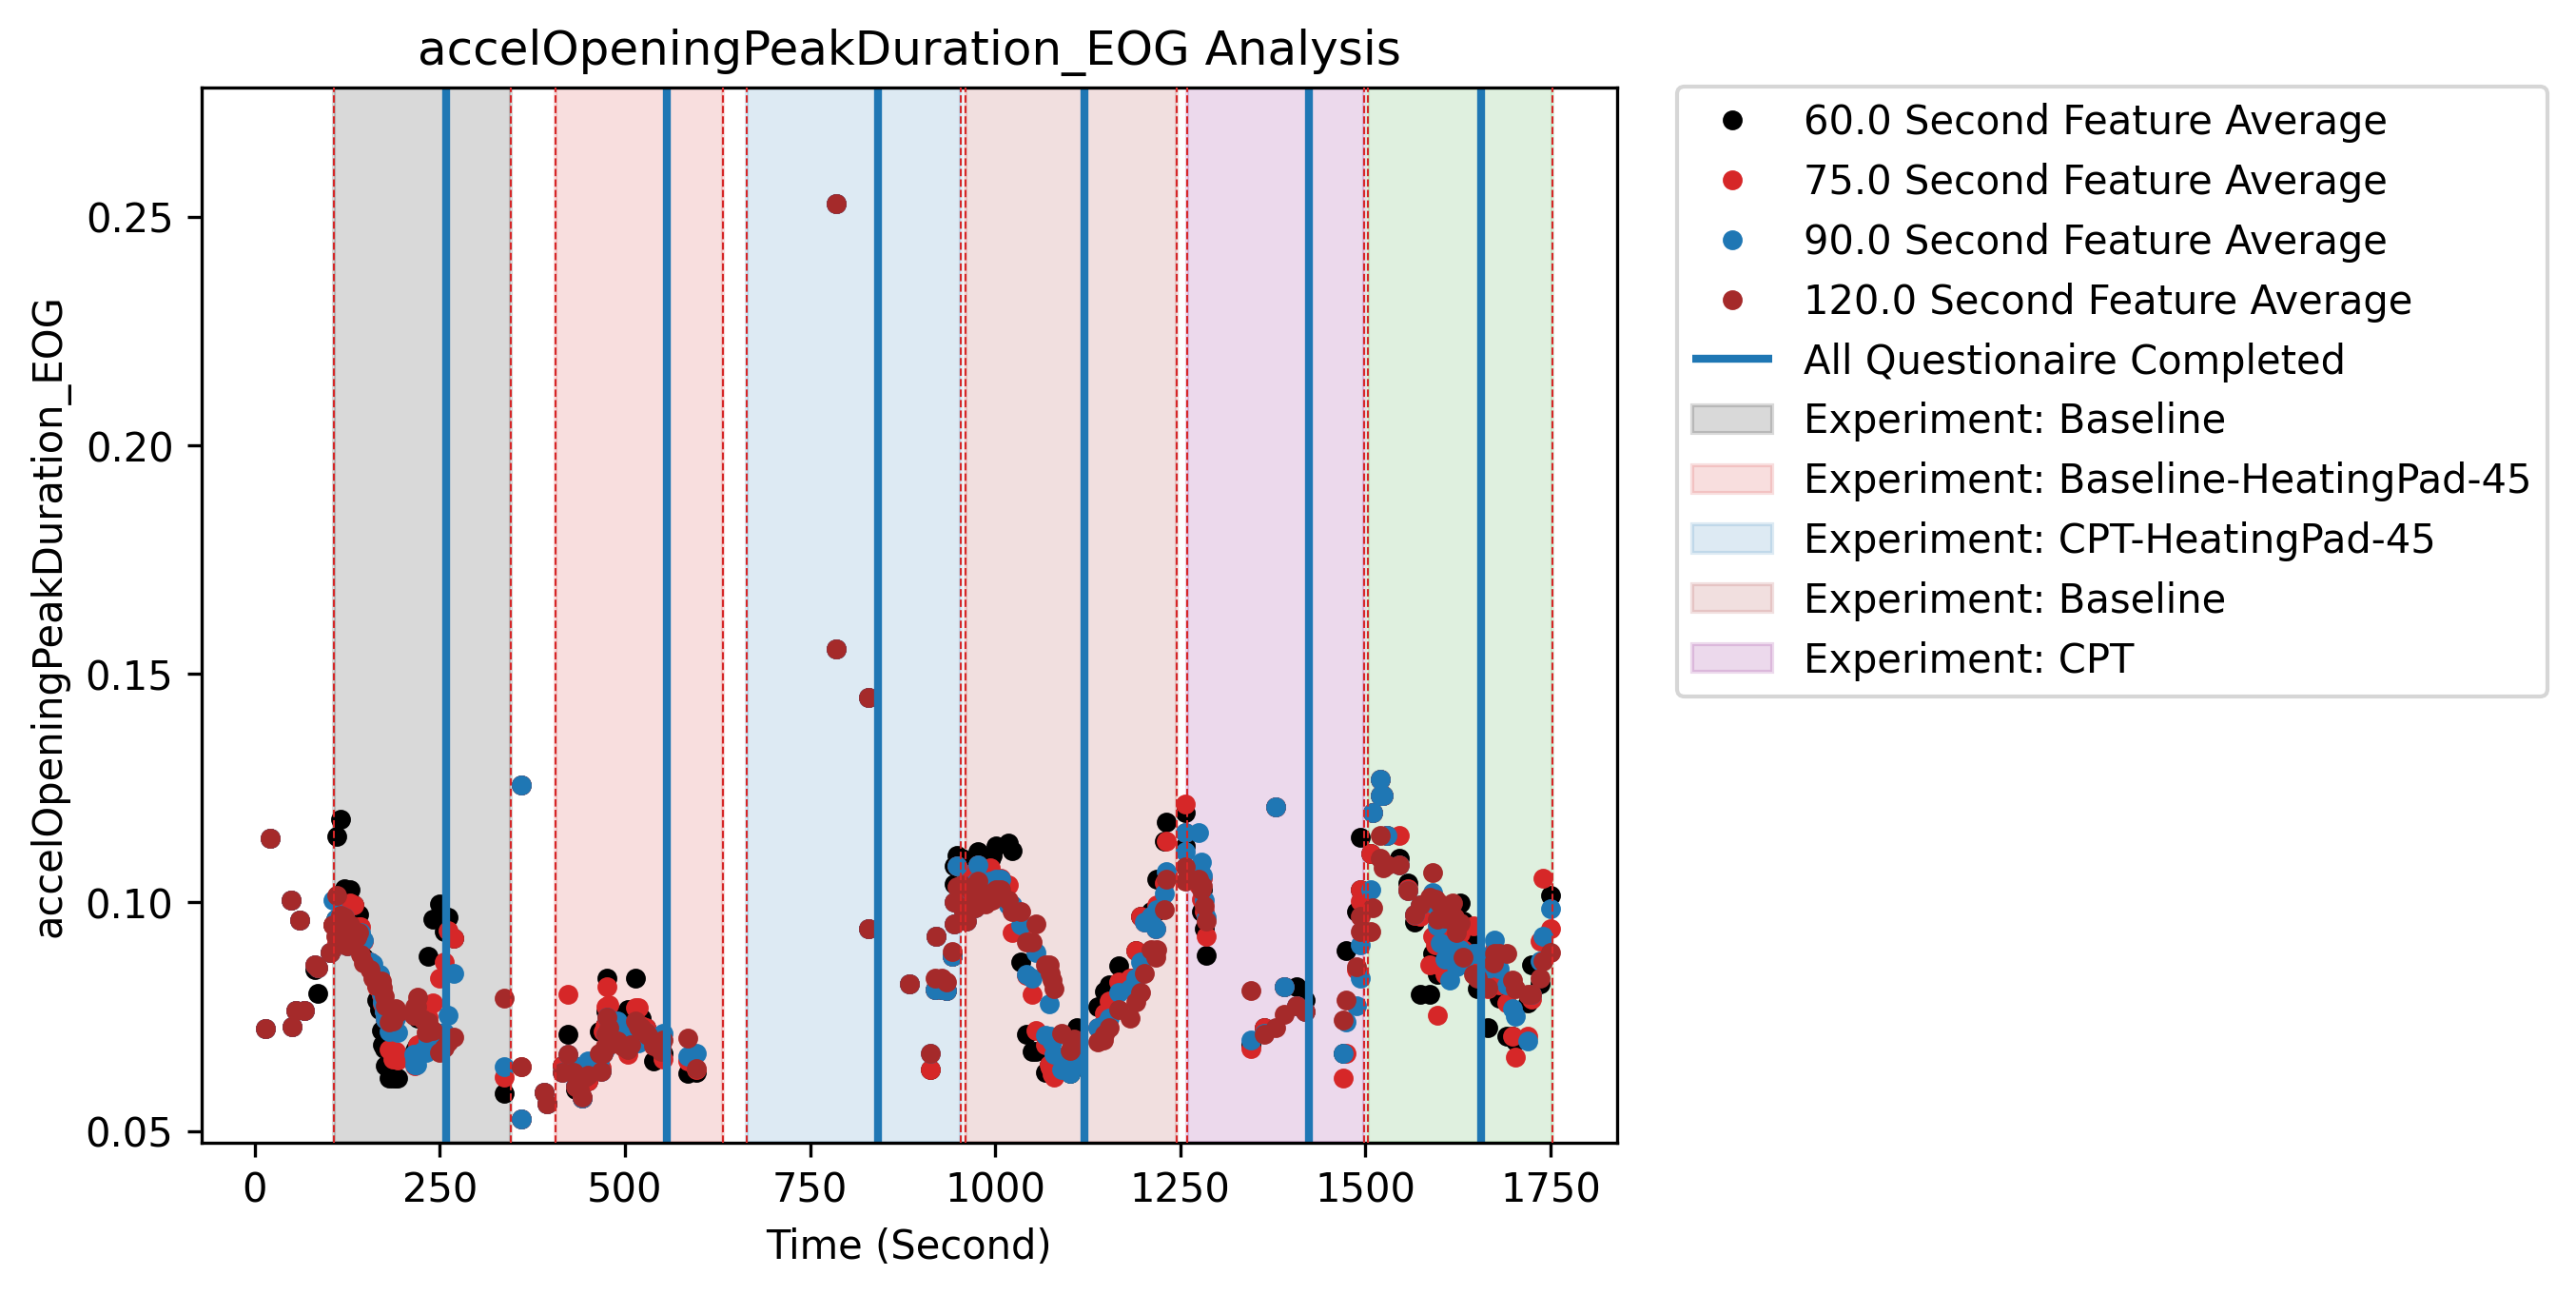 accelOpeningPeakDuration_EOG Analysis
accelOpeningPeakDuration_EOG
0.25
0.20
0.15
0.10
0.05
0 250 500 750 1000 1250 1500 1750
Time (Second)
60.0 Second Feature Average
75.0 Second Feature Average
90.0 Second Feature Average
120.0 Second Feature Average
All Questionaire Completed
Experiment: Baseline
Experiment: Baseline-HeatingPad-45
Experiment: CPT-HeatingPad-45
Experiment: Baseline
Experiment: CPT